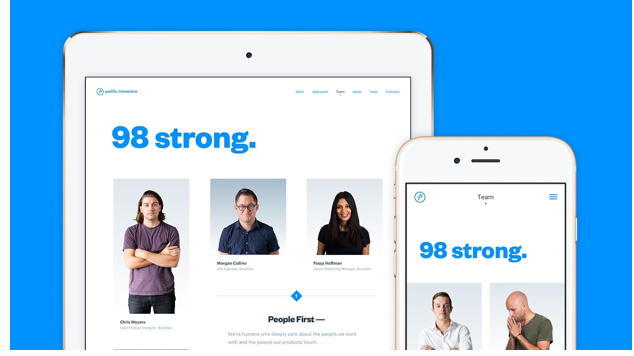 prolific interactive
Work Approach Team Ideas Tools Contact
98 strong.
Morgan Collins
iOS Engineer, Brooklyn
Pooja Hoffman
Senior Marketing Manager, Brooklyn
Chris Meyers
Lead Product Designer, Brooklyn
People First —
We're humans who deeply care about the people we work
with and the people our products touch.
Team
98 strong.